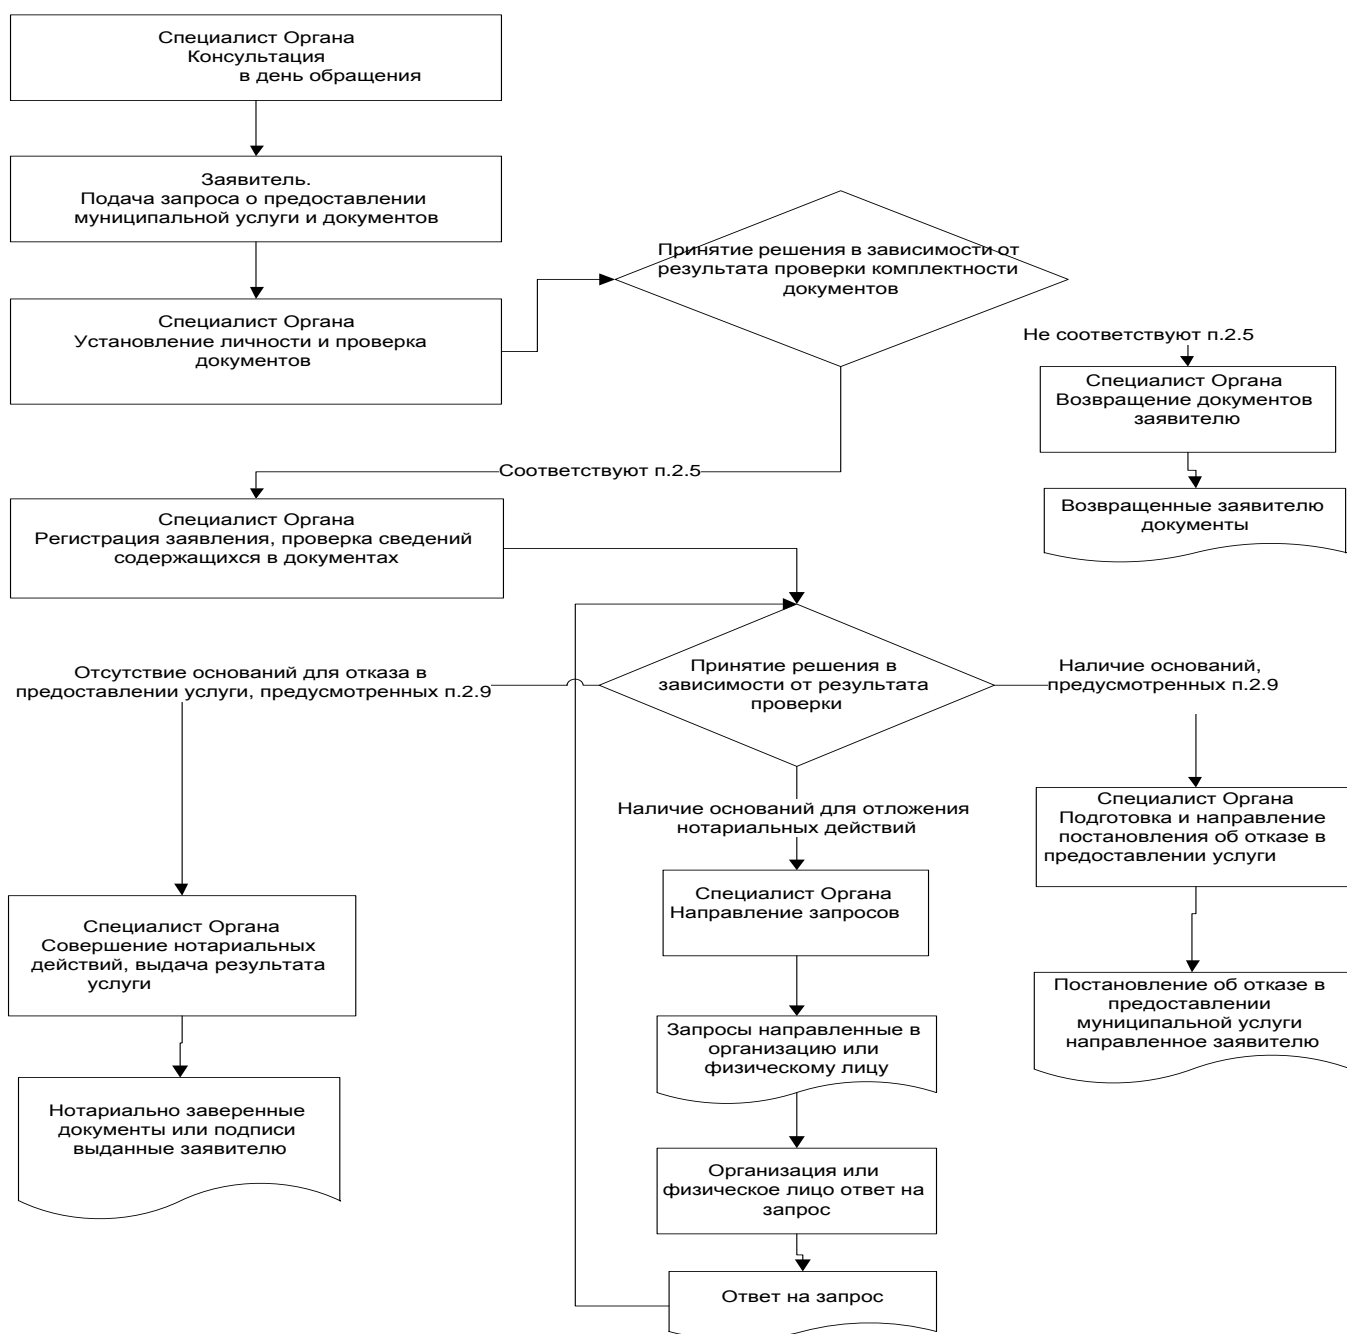 Специалист Органа
Консультация
в день обращения
Заявитель.
Подача запроса о предоставлении
муниципальной услуги и документов
Специалист Органа
Установление личности и проверка
документов
Принятие решения в зависимости от
результата проверки комплектности
документов
Не соответствуют п.2.5
Специалист Органа
Возвращение документов
заявителю
Возвращенные заявителю
документы
Соответствуют п.2.5
Специалист Органа
Регистрация заявления, проверка сведений
содержащихся в документах
Принятие решения в
зависимости от результата
проверки
Отсутствие оснований для отказа в
предоставлении услуги, предусмотренных п.2.9
Наличие оснований,
предусмотренных п.2.9
Наличие оснований для отложения
нотариальных действий
Специалист Органа
Совершение нотариальных
действий, выдача результата
услуги
Нотариально заверенные
документы или подписи
выданные заявителю
Специалист Органа
Направление запросов
Запросы направленные в
организацию или
физическому лицу
Организация или
физическое лицо ответ на
запрос
Ответ на запрос
Специалист Органа
Подготовка и направление
постановления об отказе в
предоставлении услуги
Постановление об отказе в
предоставлении
муниципальной услуги
направленное заявителю